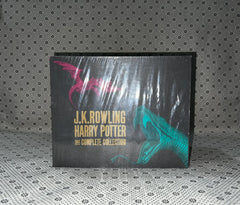 J.K.ROWLING
HARRY POTTER
THE COMPLETE COLLECTION